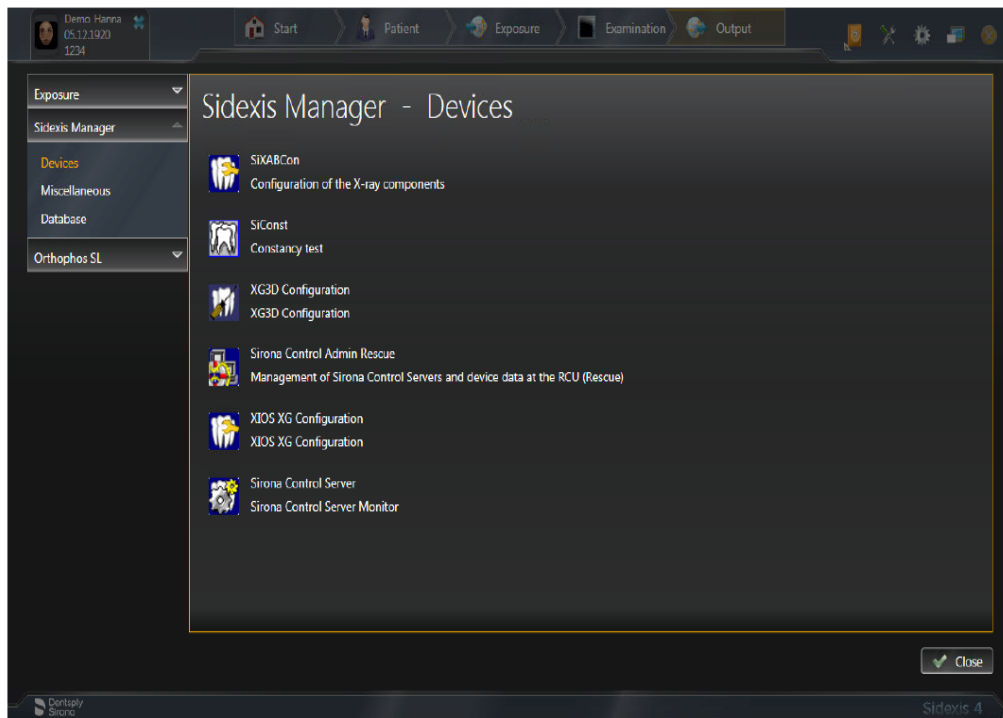 Demo Hanna
05.12.1920
1234
Start
Patient
Exposure
Examination
Output
Exposure
Sidexis Manager
Devices
Miscellaneous
Database
Orthophos SL
Sidexis Manager - Devices
SiXABCon
Configuration of the X-ray components
SiConst
Constancy test
XG3D Configuration
XG3D Configuration
Sirona Control Admin Rescue
Management of Sirona Control Servers and device data at the RCU (Rescue)
XIOS XG Configuration
XIOS XG Configuration
Sirona Control Server
Sirona Control Server Monitor
Close
Dentsply
Sirona
Sidexis 4